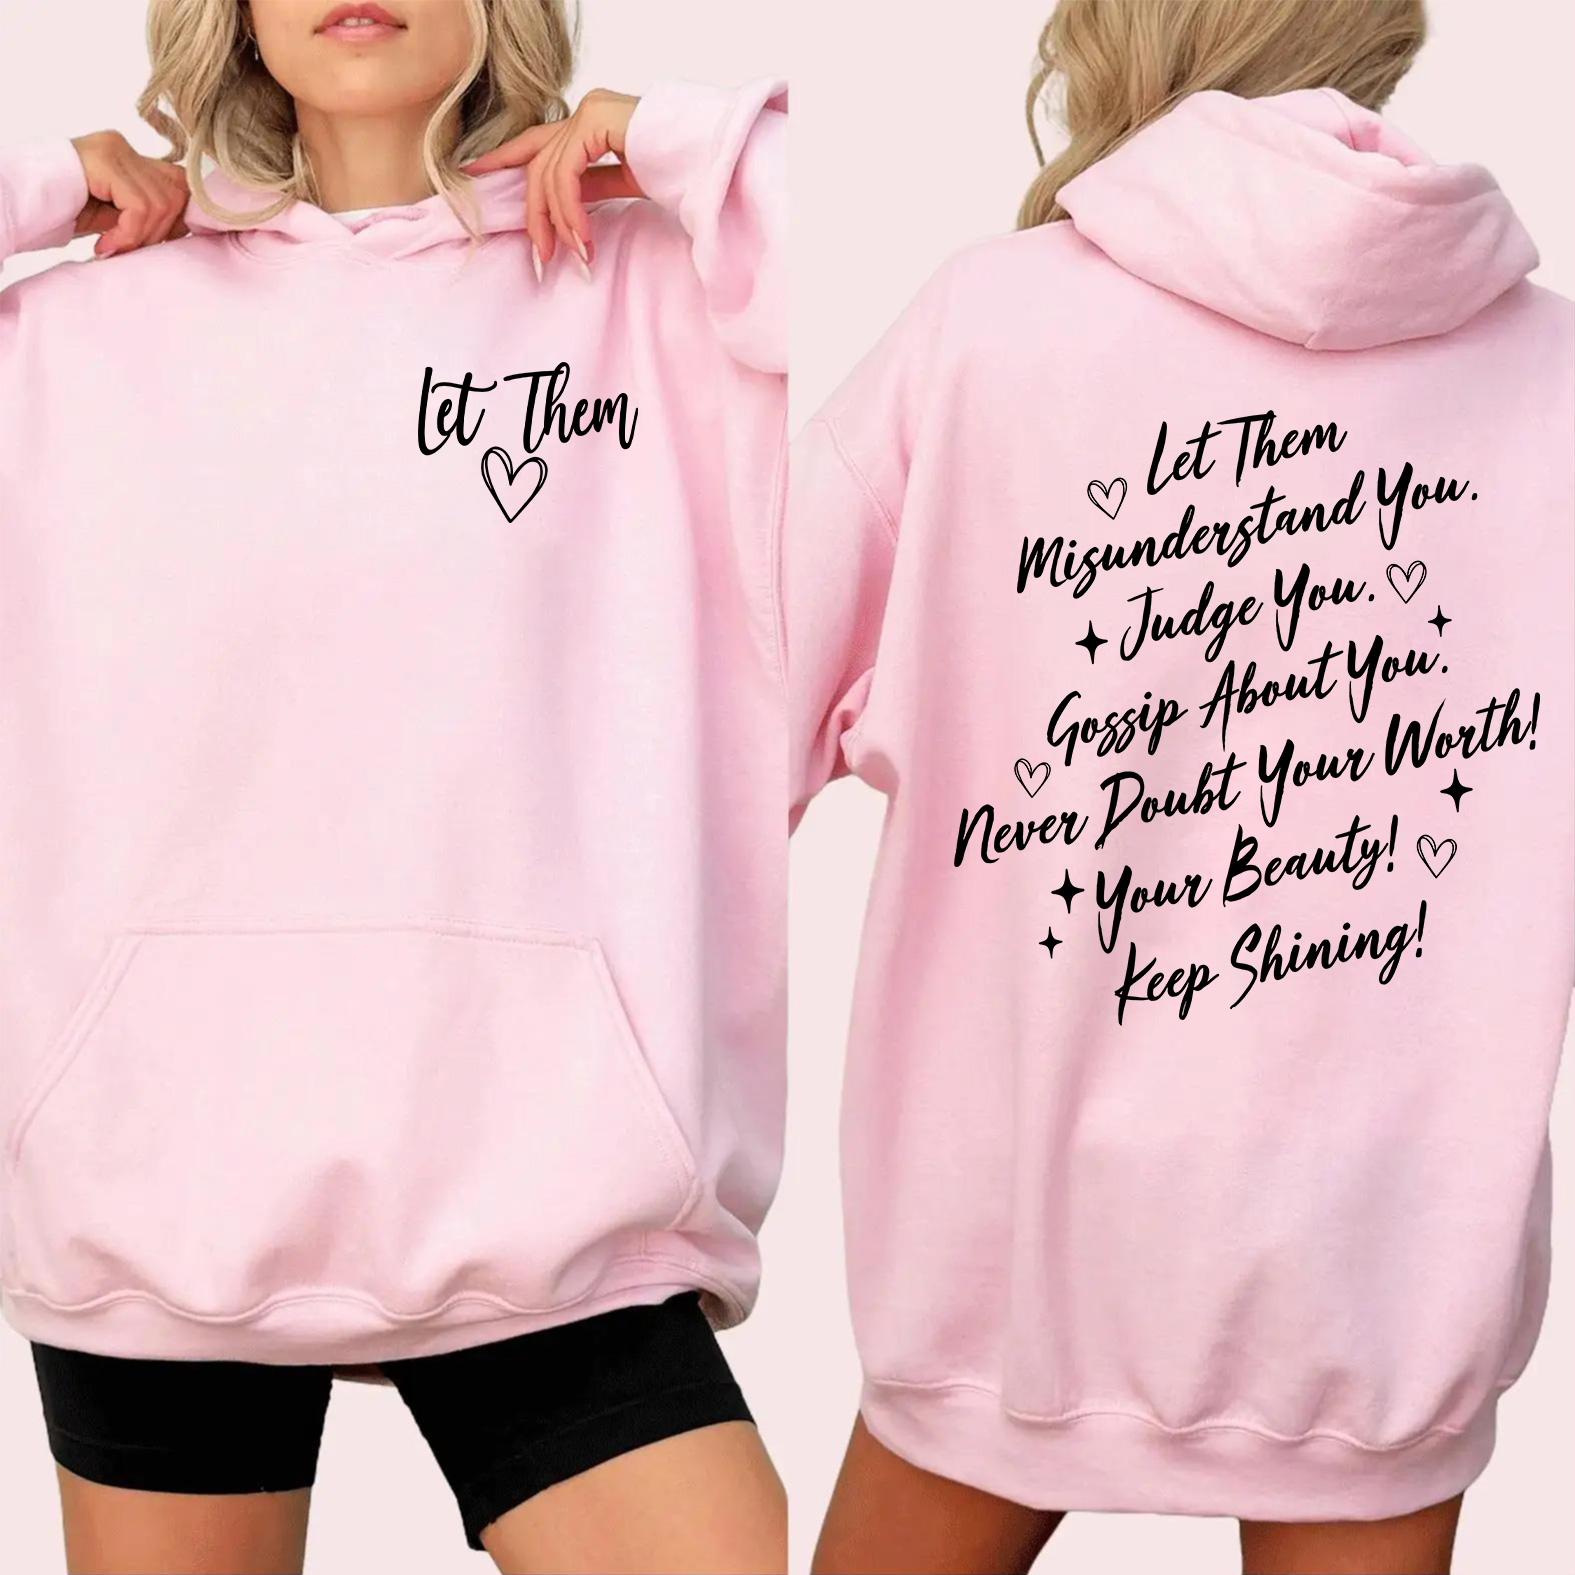 Let Them
Let Them
Misunderstand You.
Judge You.
Gossip About You.
Never Doubt Your Worth!
Your Beauty!
Keep Shining!